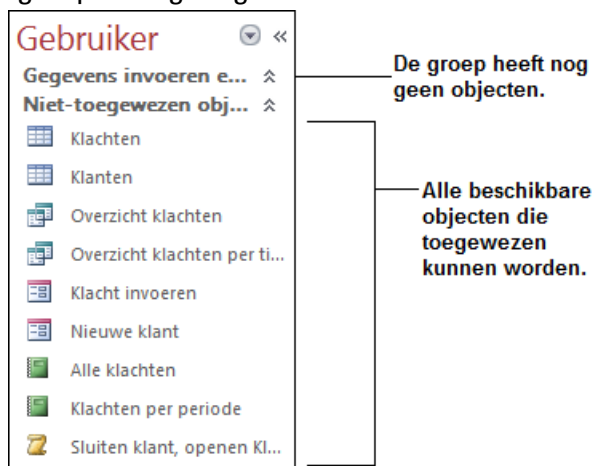 Gebruiker
Gegevens invoeren e...
Niet-toegewezen obj...
Klachten
Klanten
Overzicht klachten
Overzicht klachten per ti...
Klacht invoeren
Nieuwe klant
Alle klachten
Klachten per periode
Sluiten klant, openen Kl...
De groep heeft nog
geen objecten.
Alle beschikbare
objecten die
toegewezen
kunnen worden.